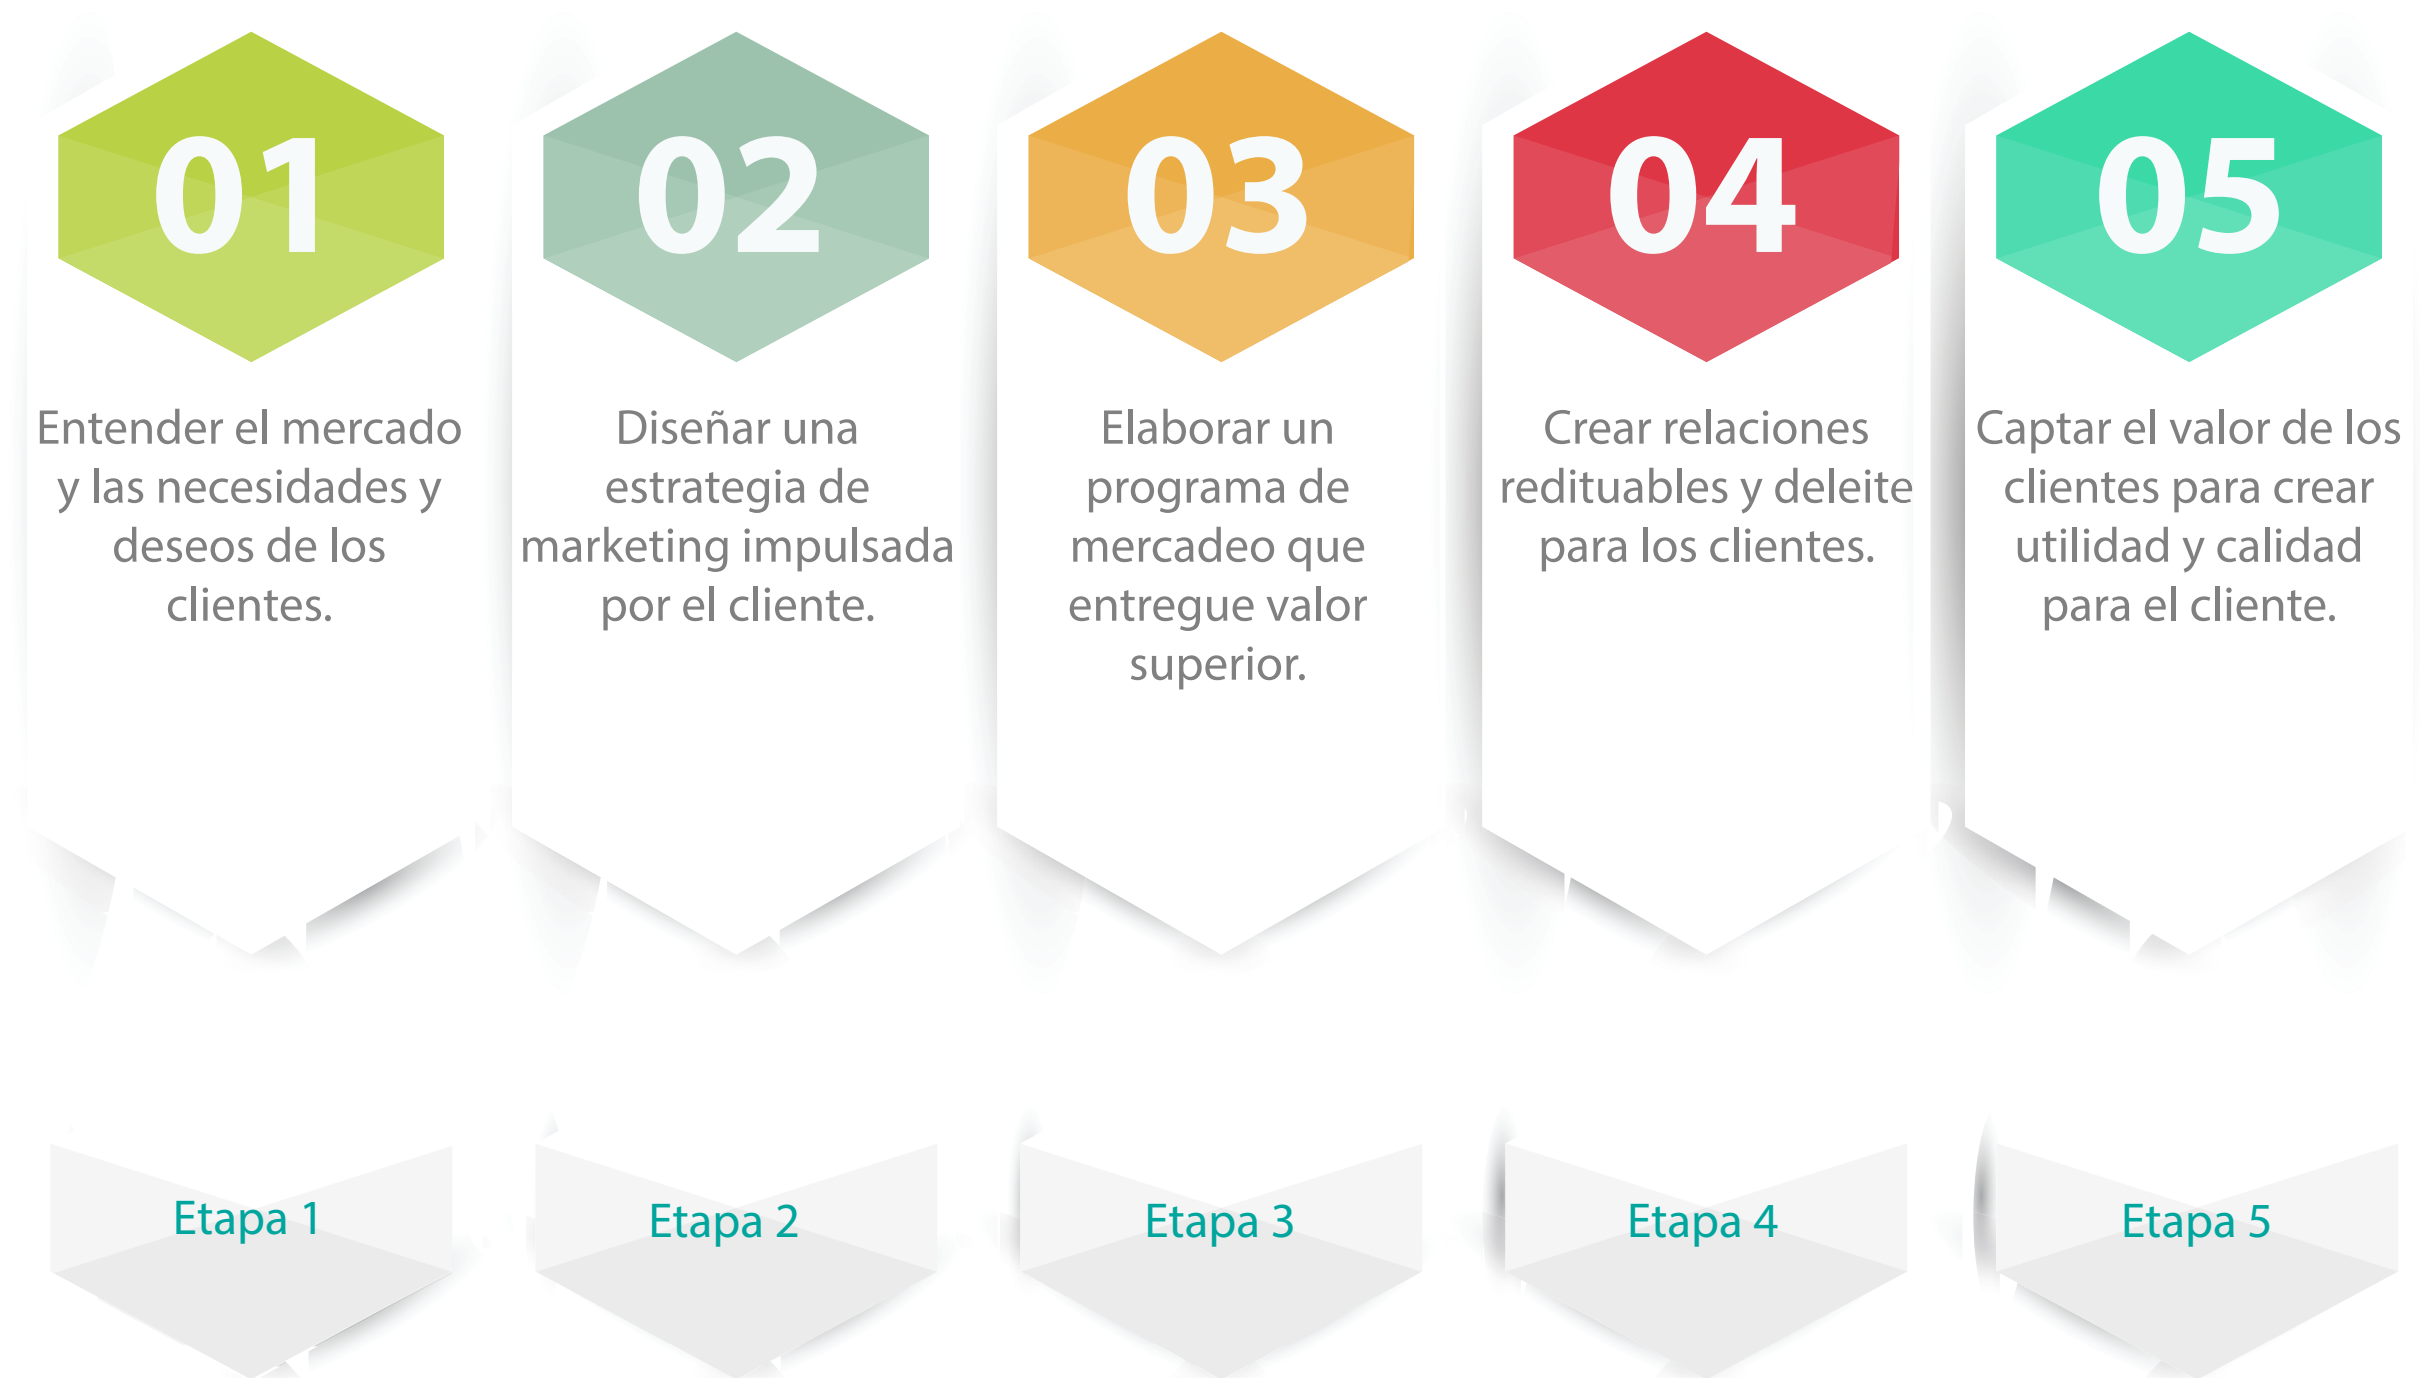 01
Entender el mercado
y las necesidades y
deseos de los
clientes.
02
Diseñar una
estrategia de
marketing impulsada
por el cliente.
03
Elaborar un
programa de
mercadeo que
entregue valor
superior.
04
Crear relaciones
redituables y deleite
para los clientes.
05
Captar el valor de los
clientes para crear
utilidad y calidad
para el cliente.
Etapa 1
Etapa 2
Etapa 3
Etapa 4
Etapa 5